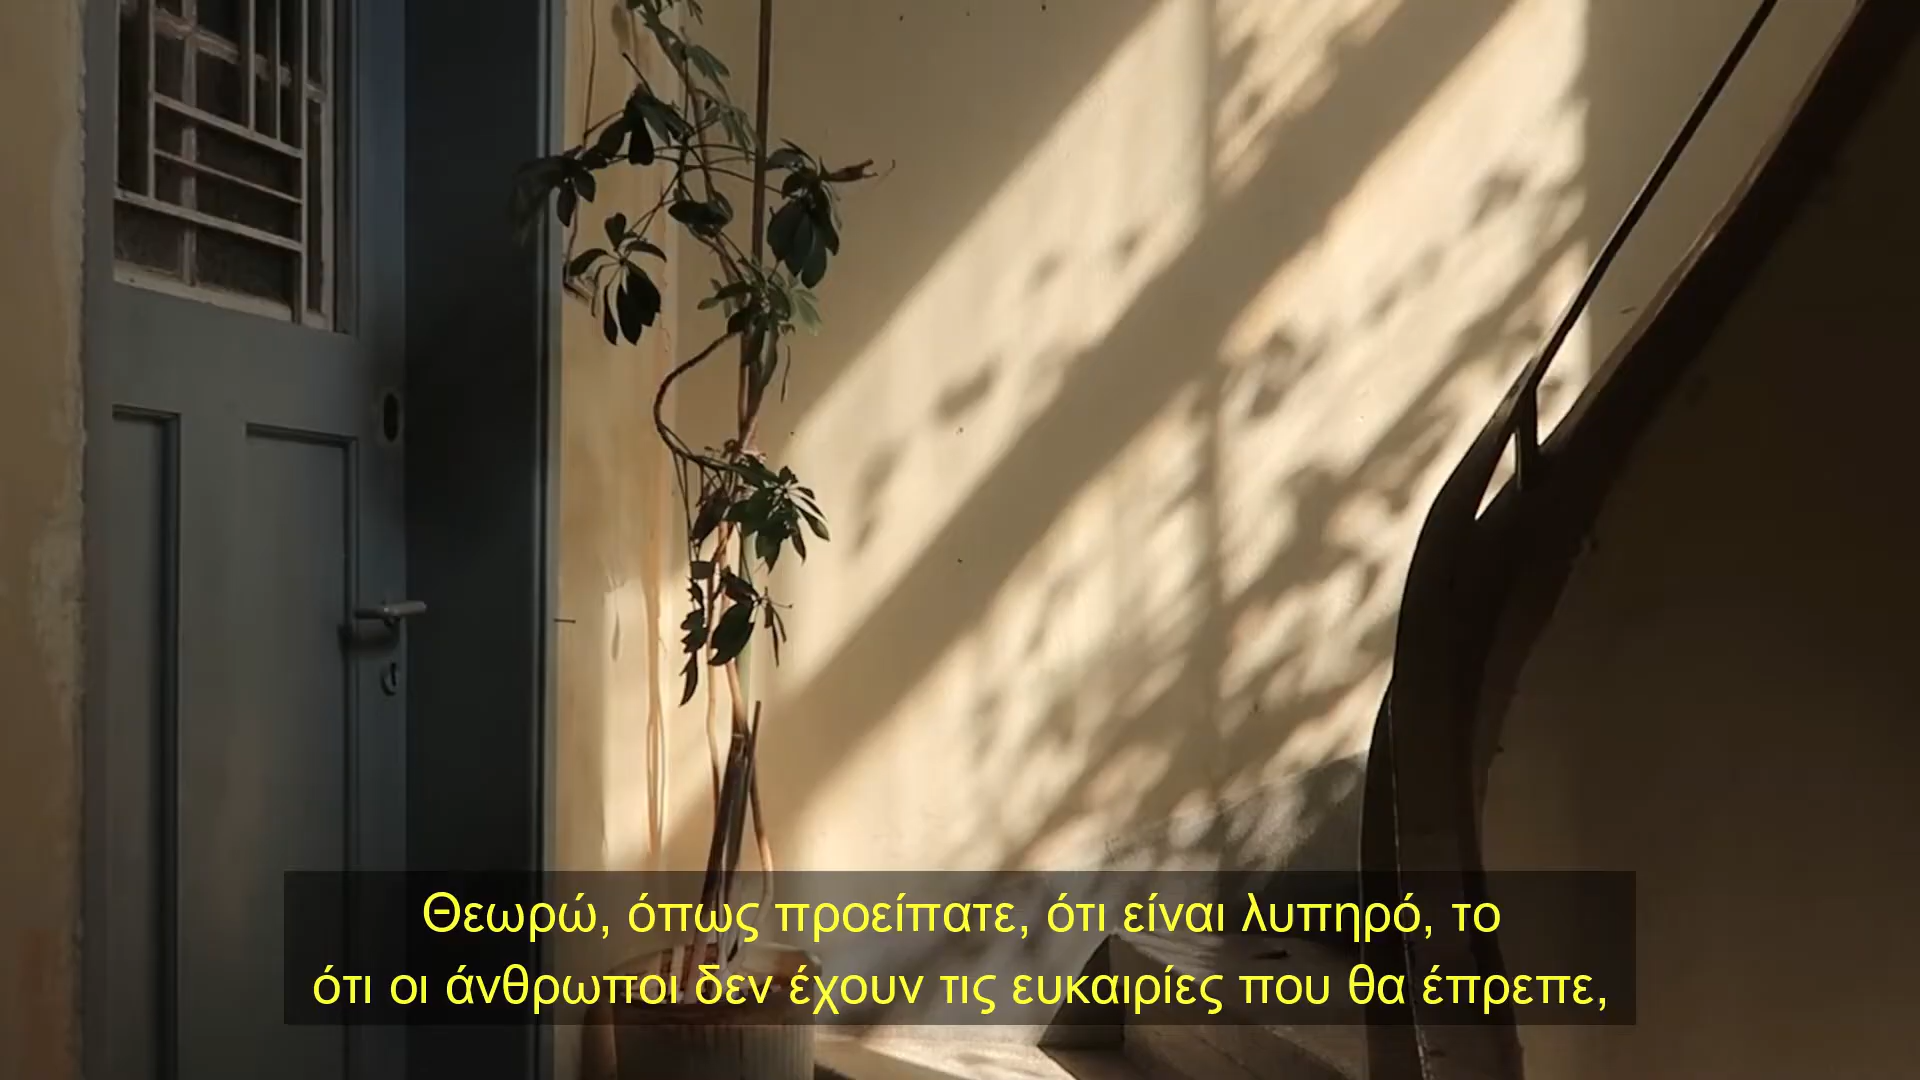 Θεωρώ, όπως προείπατε, ότι είναι λυπηρό, το
ότι οι άνθρωποι δεν έχουν τις ευκαιρίες που θα έπρεπε,